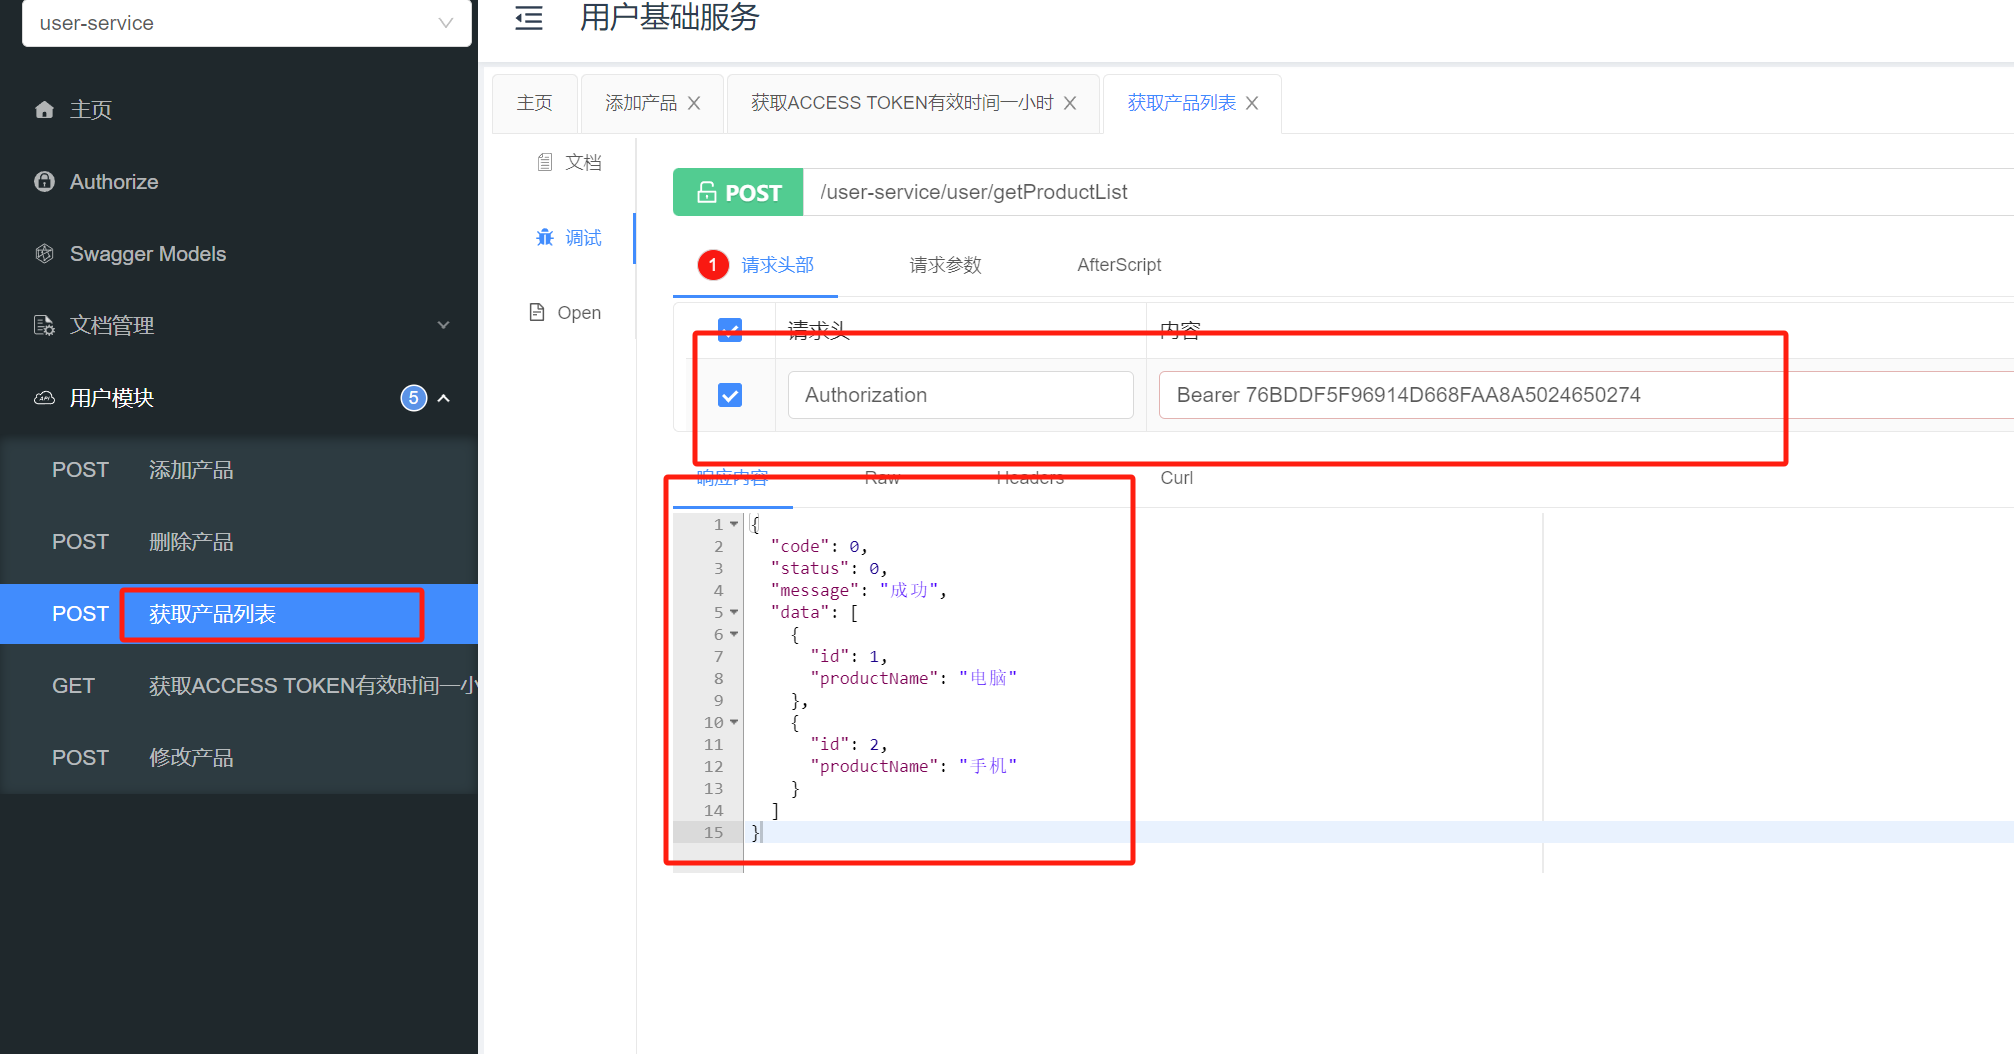 user-service
用户基础服务
主页
Authorize
Swagger Models
文档管理
用户模块 5
POST 添加产品
POST 删除产品
POST 获取产品列表
GET 获取ACCESS TOKEN有效时间一小
POST 修改产品
主页 添加产品 获取ACCESS TOKEN有效时间一小时 获取产品列表
文档
调试
Open
POST /user-service/user/getProductList
1 请求头部 请求参数 AfterScript
请求头 内容
Authorization Bearer 76BDDF5F96914D668FAA8A5024650274
响应内容 Raw Headers Curl
1 {
2 "code": 0,
3 "status": 0,
4 "message": "成功",
5 "data": [
6 {
7 "id": 1,
8 "productName": "电脑"
9 },
10 {
11 "id": 2,
12 "productName": "手机"
13 }
14 ]
15 }